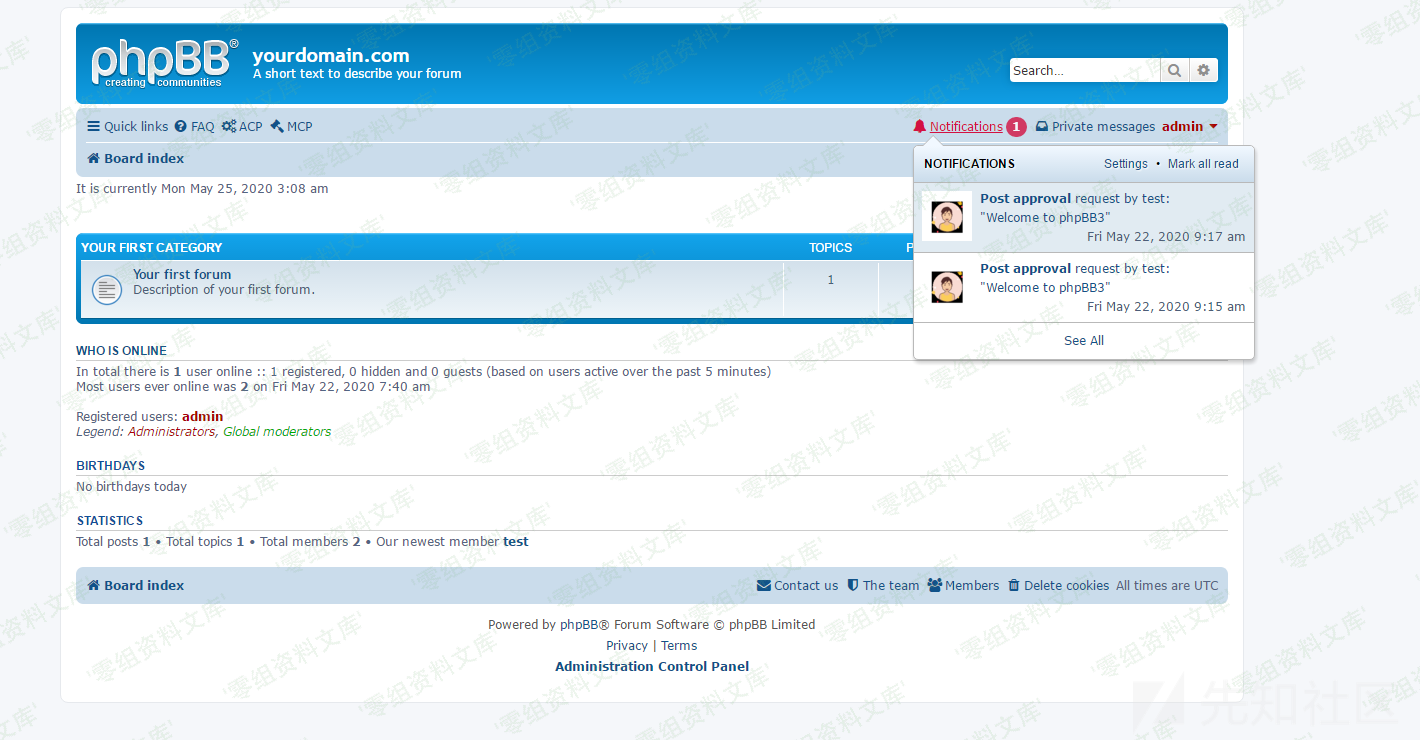 phpBB®
creating communities
yourdomain.com
A short text to describe your forum
Search…
Quick links FAQ ACP MCP
Notifications 1 Private messages admin
Board index
It is currently Mon May 25, 2020 3:08 am
NOTIFICATIONS Settings • Mark all read
Post approval request by test:
"Welcome to phpBB3"
Fri May 22, 2020 9:17 am
Post approval request by test:
"Welcome to phpBB3"
Fri May 22, 2020 9:15 am
See All
YOUR FIRST CATEGORY TOPICS P
Your first forum 1
Description of your first forum.
WHO IS ONLINE
In total there is 1 user online :: 1 registered, 0 hidden and 0 guests (based on users active over the past 5 minutes)
Most users ever online was 2 on Fri May 22, 2020 7:40 am
Registered users: admin
Legend: Administrators, Global moderators
BIRTHDAYS
No birthdays today
STATISTICS
Total posts 1 • Total topics 1 • Total members 2 • Our newest member test
Board index Contact us The team Members Delete cookies All times are UTC
Powered by phpBB® Forum Software © phpBB Limited
Privacy | Terms
Administration Control Panel
'零组资料文库'
先知社区